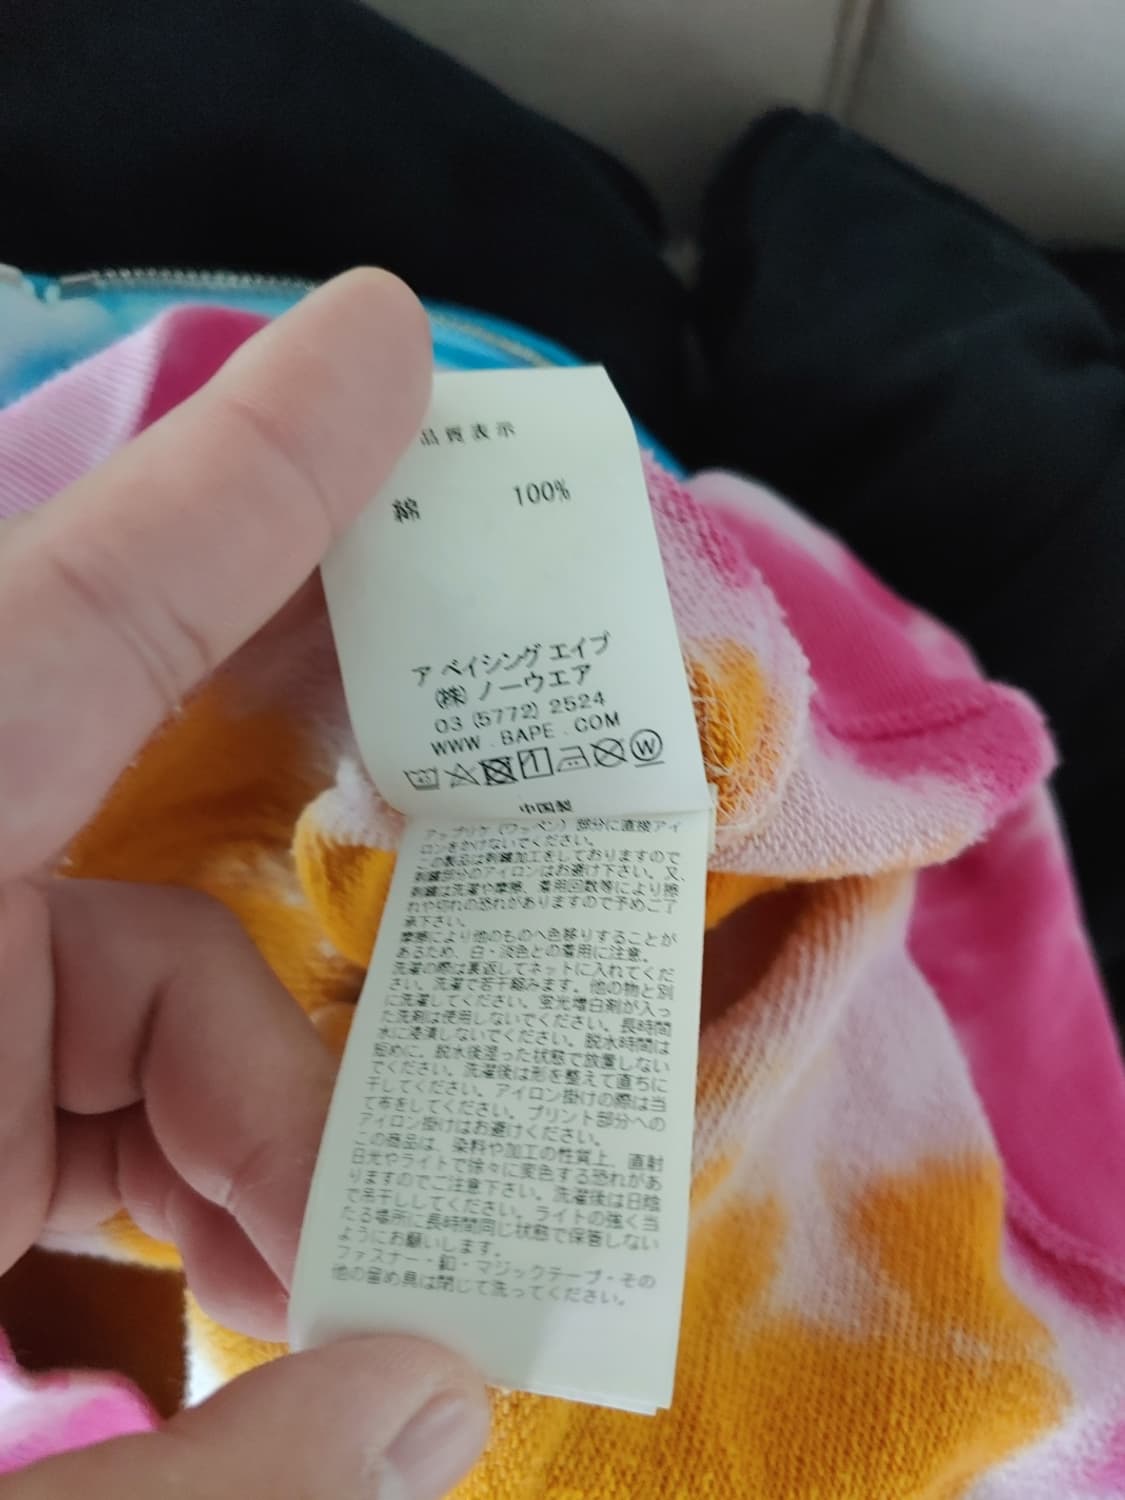 品質表示
綿 100%
ア ベイシング エイプ
(株) ノーウエア
03 (5772) 2524
WWW . BAPE . COM
W
中国製
アップリケ (ワッペン) 部分に直接アイ
ロンをかけないでください。
この製品は刺繍加工をしておりますので
刺繍部分のアイロンはお避け下さい。又、
刺繍は洗濯や摩擦、着用回数等により擦
れや切れの恐れがありますので予めご了
承下さい。
摩擦により他のものへ色移りすることが
あるため、白・淡色との着用に注意。
洗濯の際は裏返してネットに入れてくだ
さい。洗濯で若干縮みます。他の物と別
に洗濯してください。蛍光増白剤が入っ
た洗剤は使用しないでください。長時間
水に浸漬しないでください。脱水時間は
短めに、脱水後湿った状態で放置しない
でください。洗濯後は形を整えて直ちに
干してください。アイロン掛けの際は当
て布をしてください。プリント部分への
アイロン掛けはお避けください。
この商品は、染料や加工の性質上、直射
日光やライトで徐々に変色する恐れがあ
りますのでご注意下さい。洗濯後は日陰
で吊干ししてください。ライトの強く当
たる場所に長時間同じ状態で保管しない
ようにお願いします。
ファスナー・釦・マジックテープ・その
他の留め具は閉じて洗ってください。